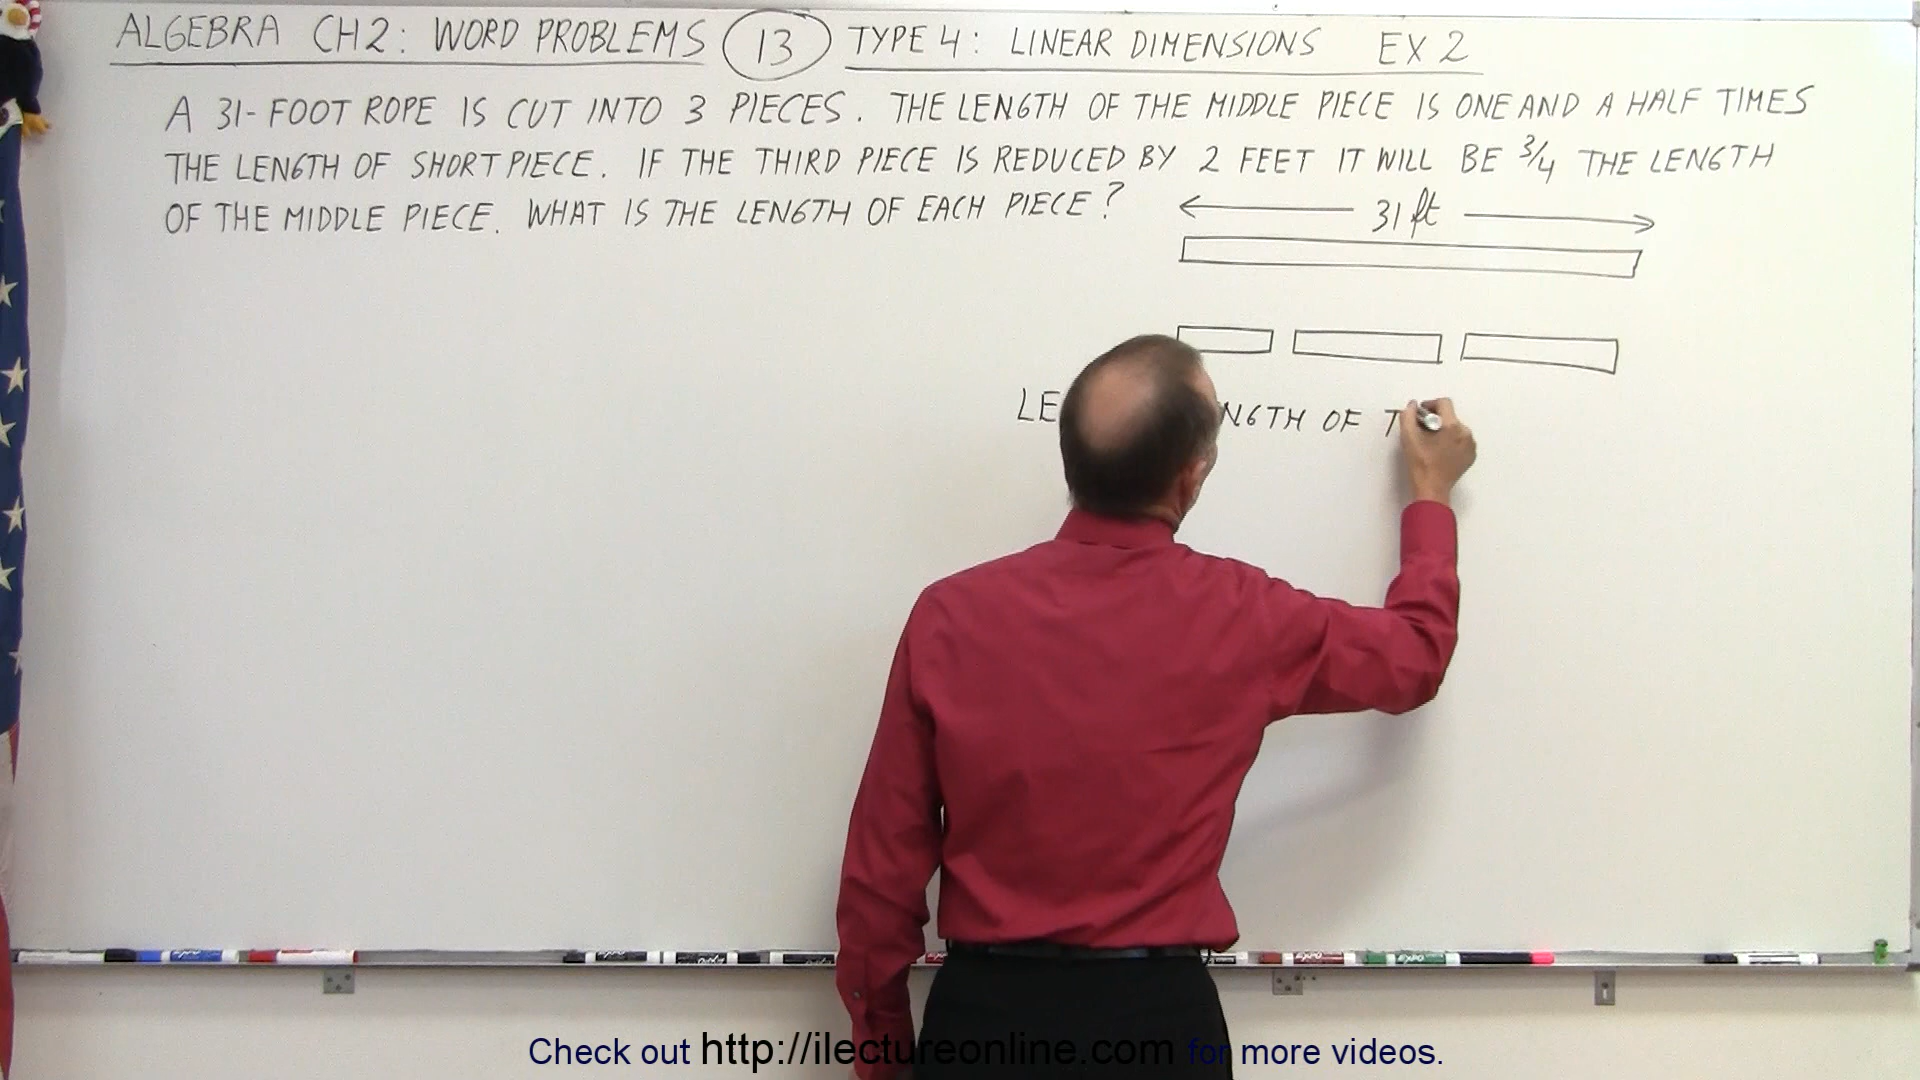 ALGEBRA CH2: WORD PROBLEMS 13 TYPE 4: LINEAR DIMENSIONS EX 2
A 31-FOOT ROPE IS CUT INTO 3 PIECES. THE LENGTH OF THE MIDDLE PIECE IS ONE AND A HALF TIMES
THE LENGTH OF SHORT PIECE. IF THE THIRD PIECE IS REDUCED BY 2 FEET IT WILL BE 3/4 THE LENGTH
OF THE MIDDLE PIECE. WHAT IS THE LENGTH OF EACH PIECE?
31 ft
LE NGTH OF T
Check out http://ilectureonline.com for more videos.